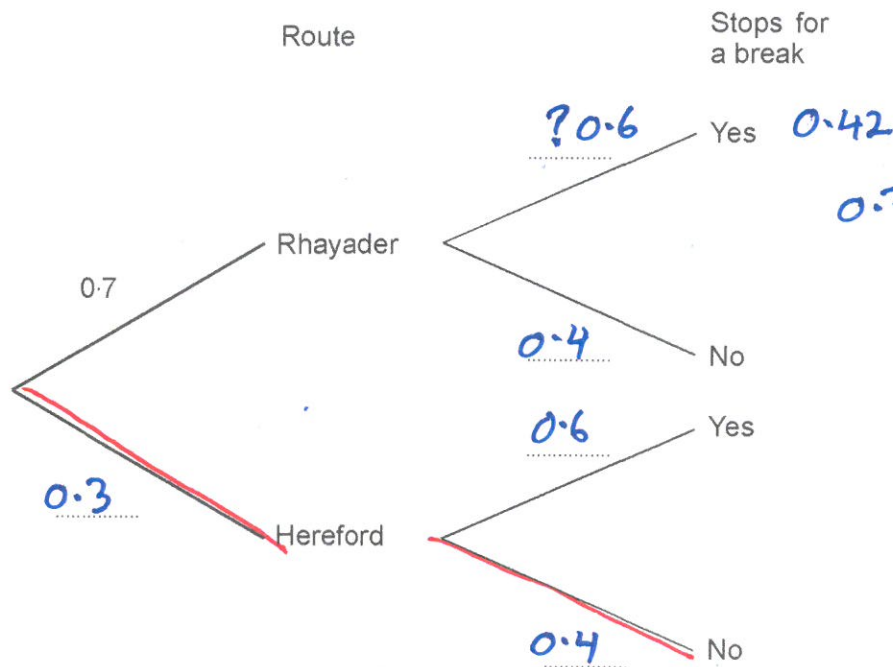 Route
Stops for
a break
? 0.6
Yes 0.42
Rhayader
0·7
0.4
No
0.6
Yes
0.3
Hereford
0.4
No